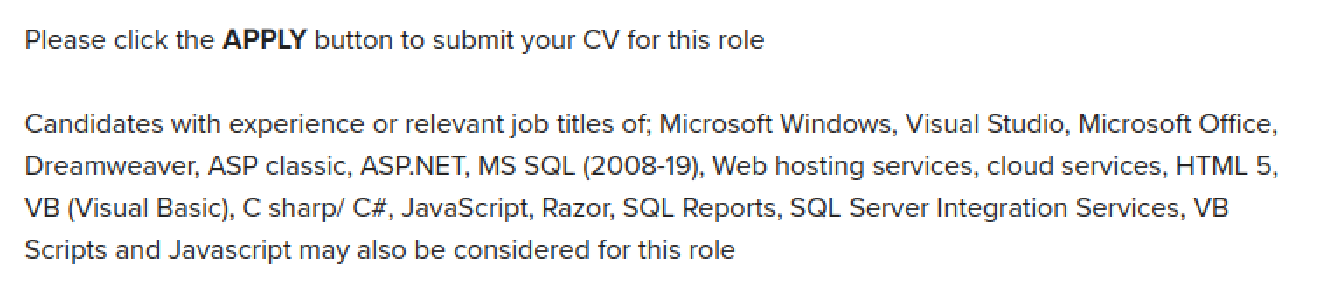 Please click the APPLY button to submit your CV for this role
Candidates with experience or relevant job titles of; Microsoft Windows, Visual Studio, Microsoft Office,
Dreamweaver, ASP classic, ASP.NET, MS SQL (2008-19), Web hosting services, cloud services, HTML 5,
VB (Visual Basic), C sharp/ C#, JavaScript, Razor, SQL Reports, SQL Server Integration Services, VB
Scripts and Javascript may also be considered for this role